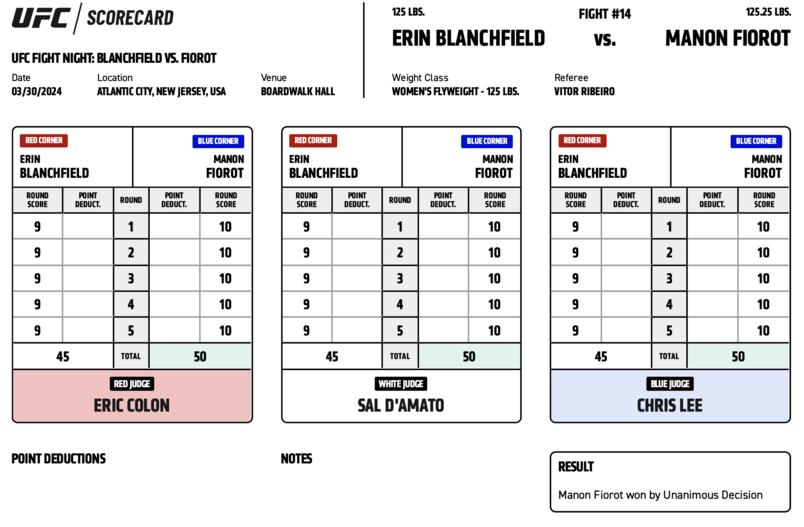 UFC / SCORECARD
UFC FIGHT NIGHT: BLANCHFIELD VS. FIOROT
Date Location Venue
03/30/2024 ATLANTIC CITY, NEW JERSEY, USA BOARDWALK HALL
125 LBS. FIGHT #14 125.25 LBS.
ERIN BLANCHFIELD VS. MANON FIOROT
Weight Class Referee
WOMEN'S FLYWEIGHT - 125 LBS. VITOR RIBEIRO
RED CORNER BLUE CORNER
ERIN MANON
BLANCHFIELD FIOROT
ROUND POINT ROUND POINT ROUND
SCORE DEDUCT. DEDUCT. SCORE
9 1 10
9 2 10
9 3 10
9 4 10
9 5 10
45 TOTAL 50
RED JUDGE
ERIC COLON
RED CORNER BLUE CORNER
ERIN MANON
BLANCHFIELD FIOROT
ROUND POINT ROUND POINT ROUND
SCORE DEDUCT. DEDUCT. SCORE
9 1 10
9 2 10
9 3 10
9 4 10
9 5 10
45 TOTAL 50
WHITE JUDGE
SAL D'AMATO
RED CORNER BLUE CORNER
ERIN MANON
BLANCHFIELD FIOROT
ROUND POINT ROUND POINT ROUND
SCORE DEDUCT. DEDUCT. SCORE
9 1 10
9 2 10
9 3 10
9 4 10
9 5 10
45 TOTAL 50
BLUE JUDGE
CHRIS LEE
POINT DEDUCTIONS
NOTES
RESULT
Manon Fiorot won by Unanimous Decision